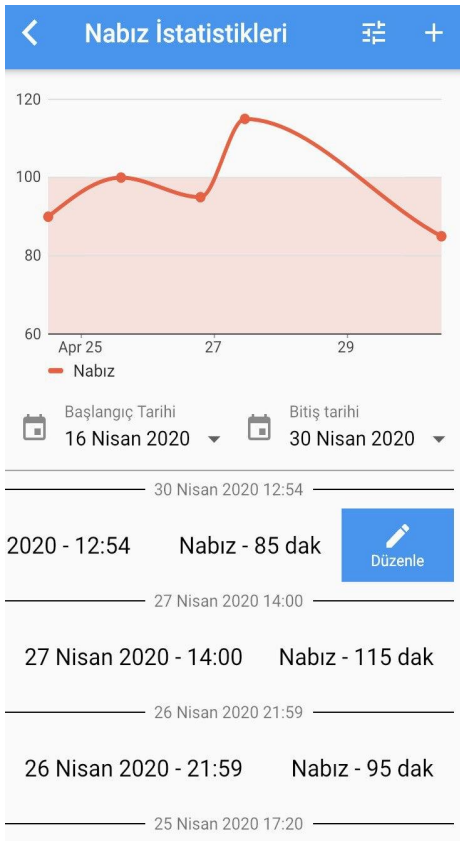 Nabız İstatistikleri
120
100
80
60
Apr 25 27 29
Nabız
Başlangıç Tarihi Bitiş tarihi
16 Nisan 2020 30 Nisan 2020
30 Nisan 2020 12:54
2020 - 12:54 Nabız - 85 dak
Düzenle
27 Nisan 2020 14:00
27 Nisan 2020 - 14:00 Nabız - 115 dak
26 Nisan 2020 21:59
26 Nisan 2020 - 21:59 Nabız - 95 dak
25 Nisan 2020 17:20